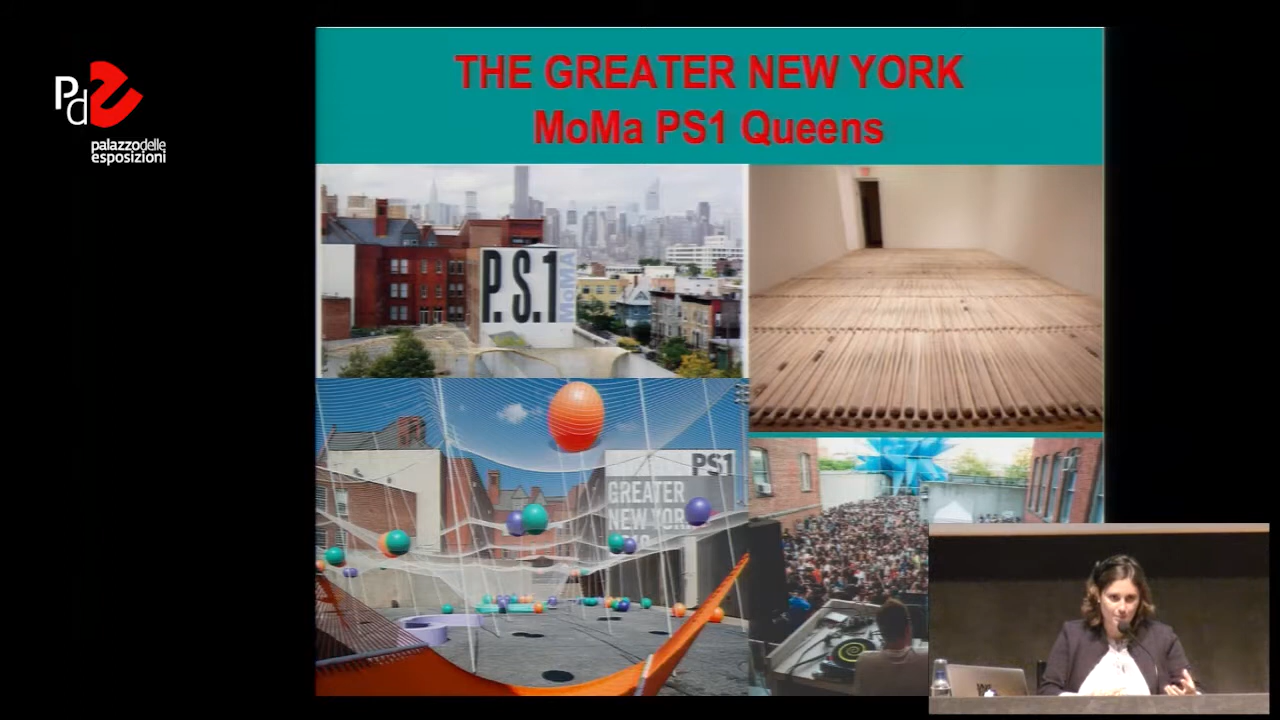 Pd
palazzodelle
esposizioni
THE GREATER NEW YORK
MoMa PS1 Queens
P.S.1
MoMA
PS1
GREATER
NEW YORK